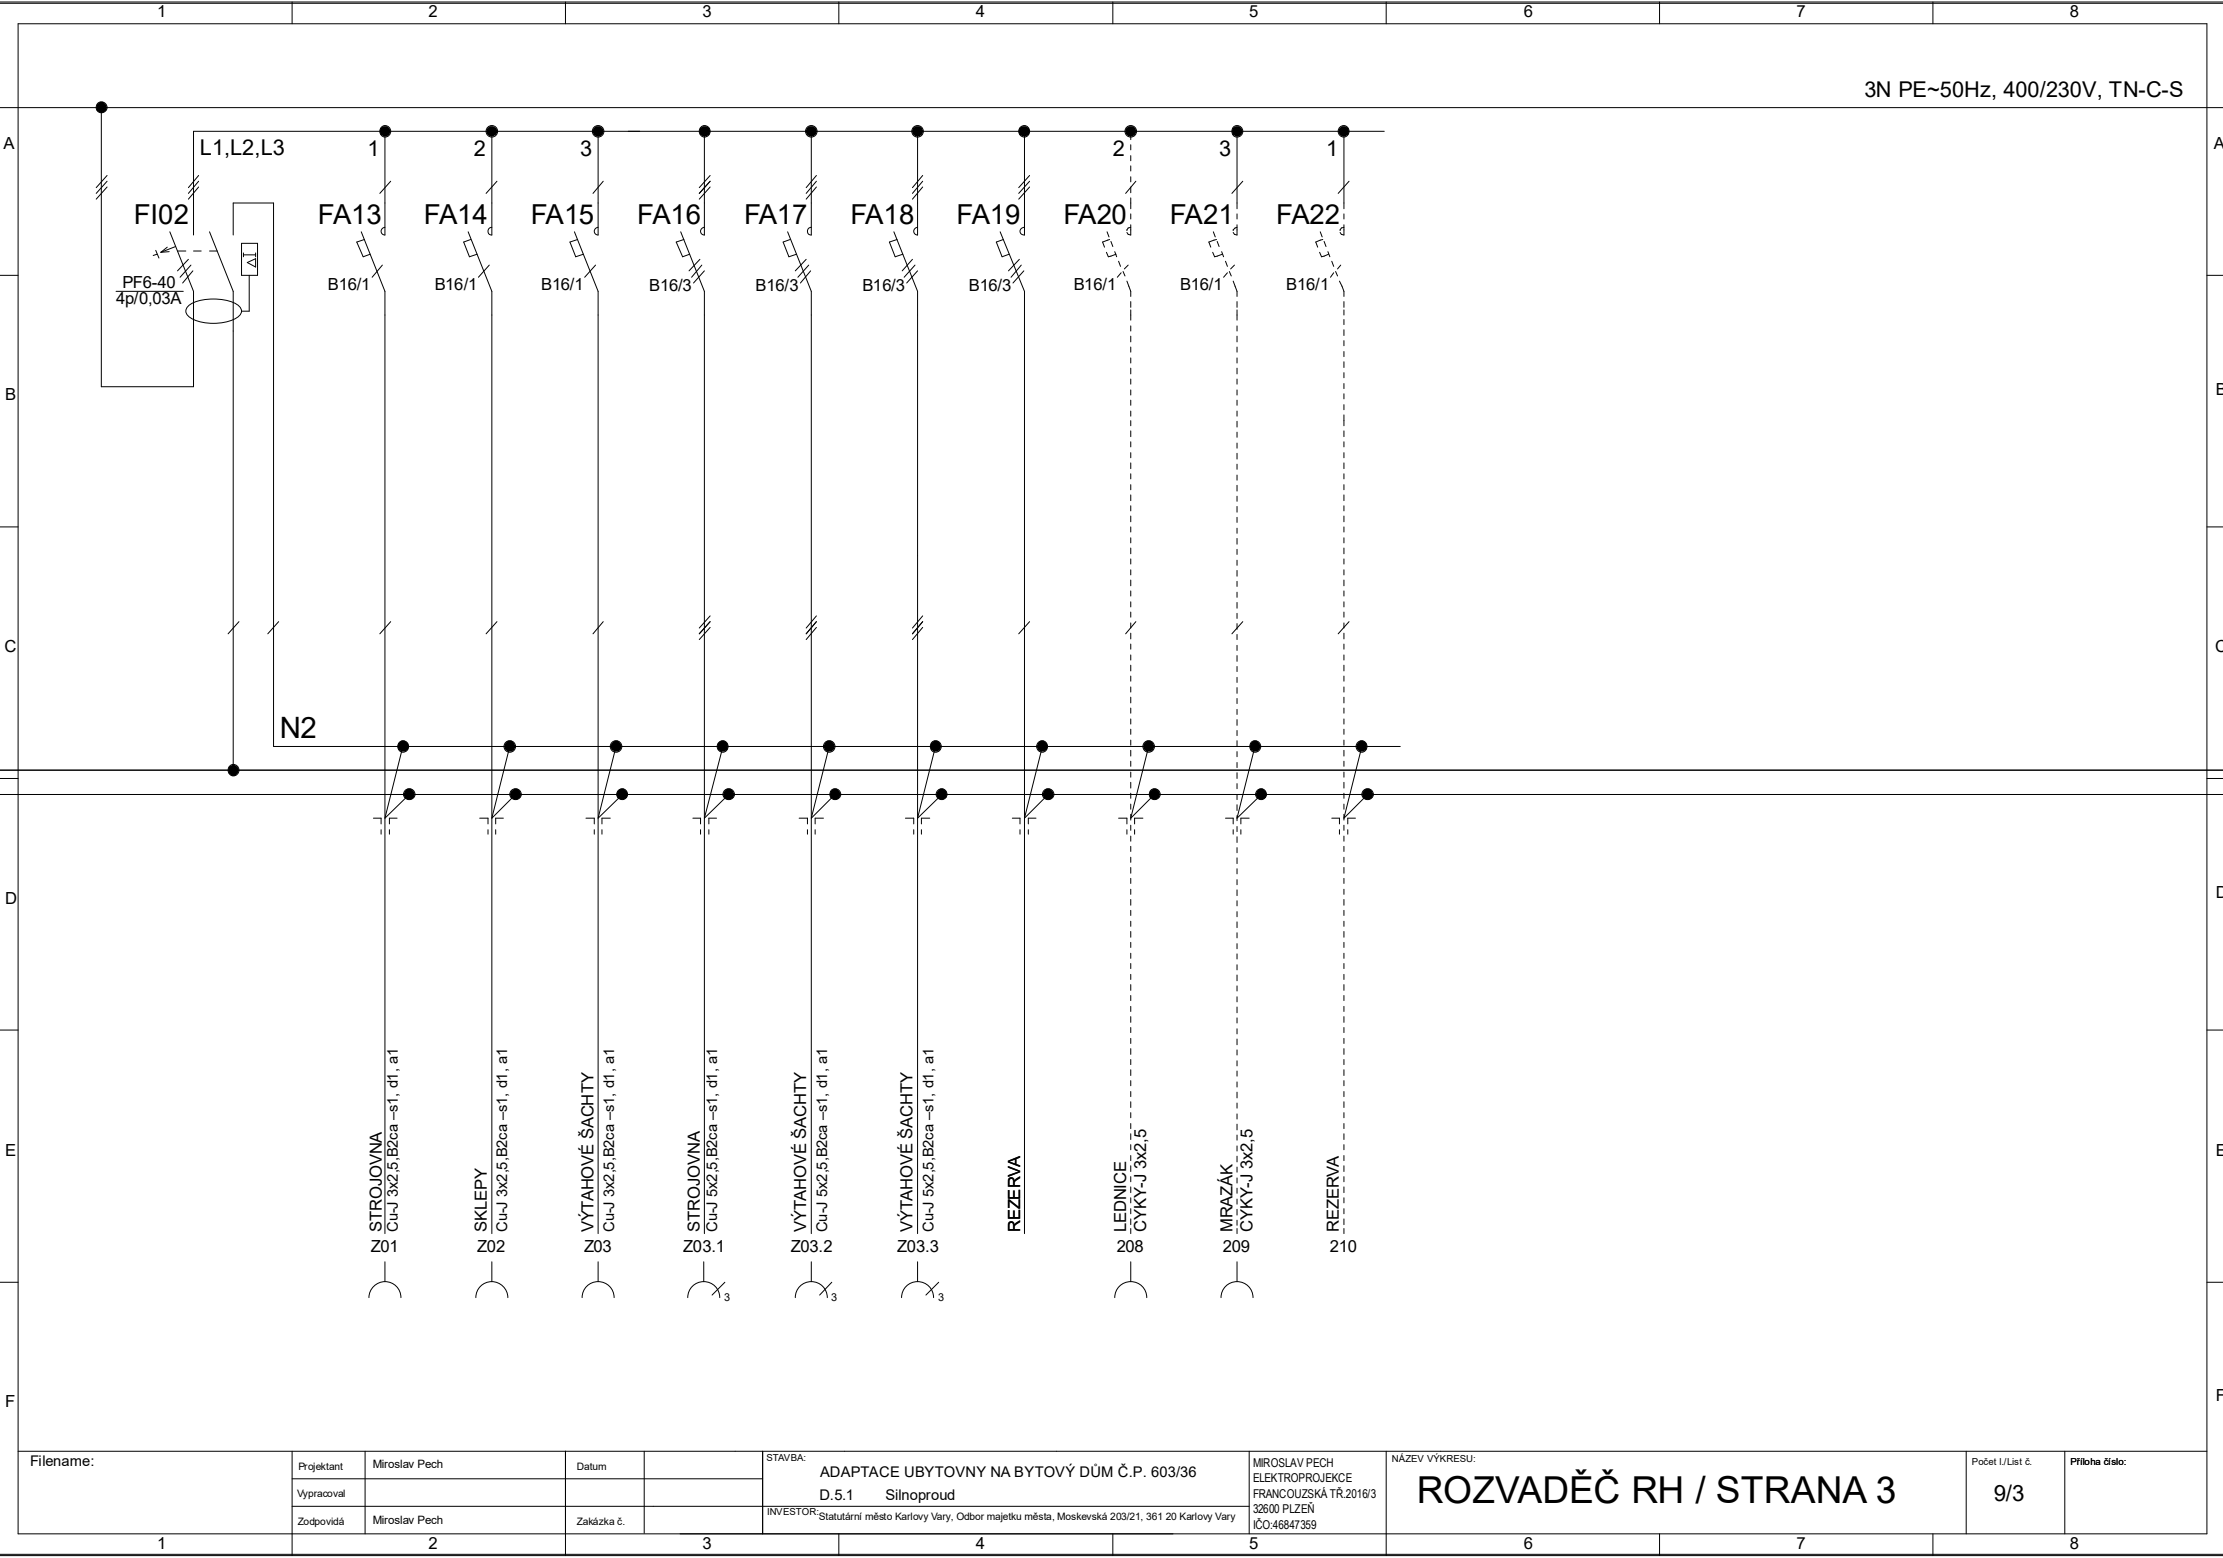 1 2 3 4 5 6 7 8
3N PE~50Hz, 400/230V, TN-C-S
A A
L1,L2,L3 1 2 3 2 3 1
FI02 FA13 FA14 FA15 FA16 FA17 FA18 FA19 FA20 FA21 FA22
ΔI
PF6-40
4p/0,03A
B16/1 B16/1 B16/1 B16/3 B16/3 B16/3 B16/3 B16/1 B16/1 B16/1
B B
C C
N2
D D
E E
STROJOVNA
Cu-J 3x2,5,B2ca –s1, d1, a1
SKLEPY
Cu-J 3x2,5,B2ca –s1, d1, a1
VÝTAHOVÉ ŠACHTY
Cu-J 3x2,5,B2ca –s1, d1, a1
STROJOVNA
Cu-J 5x2,5,B2ca –s1, d1, a1
VÝTAHOVÉ ŠACHTY
Cu-J 5x2,5,B2ca –s1, d1, a1
VÝTAHOVÉ ŠACHTY
Cu-J 5x2,5,B2ca –s1, d1, a1
REZERVA
LEDNICE
CYKY-J 3x2,5
MRAZÁK
CYKY-J 3x2,5
REZERVA
Z01 Z02 Z03 Z03.1 Z03.2 Z03.3 208 209 210
3 3 3
F F
Filename:
Projektant Miroslav Pech Datum
Vypracoval
Zodpovídá Miroslav Pech Zakázka č.
STAVBA:
ADAPTACE UBYTOVNY NA BYTOVÝ DŮM Č.P. 603/36
D.5.1 Silnoproud
INVESTOR: Statutární město Karlovy Vary, Odbor majetku města, Moskevská 203/21, 361 20 Karlovy Vary
MIROSLAV PECH
ELEKTROPROJEKCE
FRANCOUZSKÁ TŘ.2016/3
32600 PLZEŇ
IČO:46847359
NÁZEV VÝKRESU:
ROZVADĚČ RH / STRANA 3
Počet l./List č.
9/3
Příloha číslo:
1 2 3 4 5 6 7 8